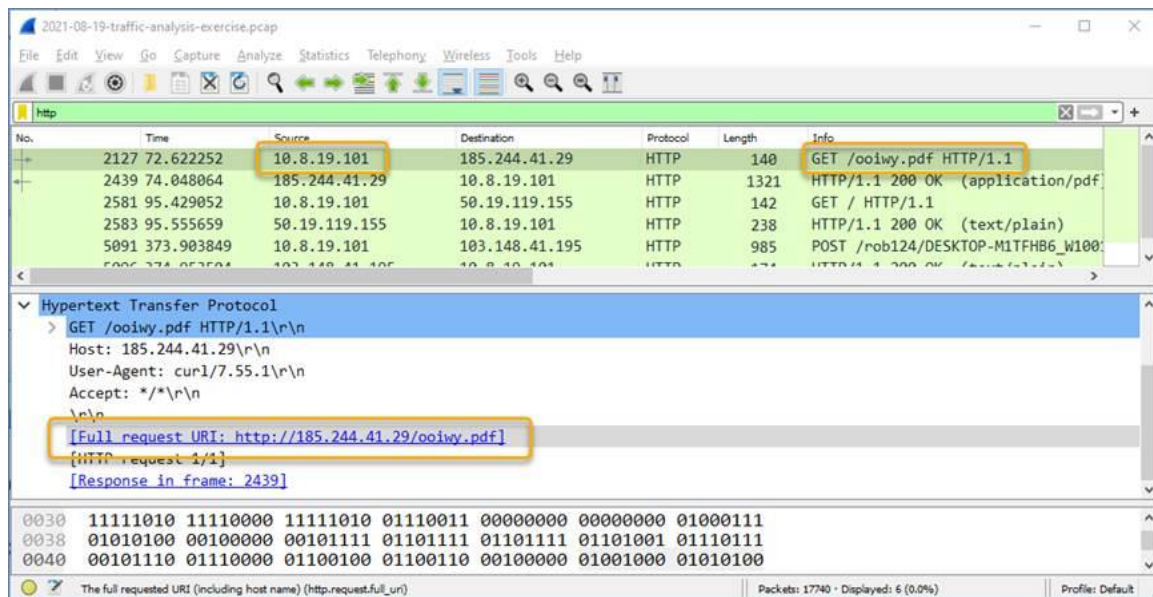 2021-08-19-traffic-analysis-exercise.pcap
File Edit View Go Capture Analyze Statistics Telephony Wireless Tools Help
http
No. Time Source Destination Protocol Length Info
2127 72.622252 10.8.19.101 185.244.41.29 HTTP 140 GET /ooiwy.pdf HTTP/1.1
2439 74.048064 185.244.41.29 10.8.19.101 HTTP 1321 HTTP/1.1 200 OK (application/pdf)
2581 95.429052 10.8.19.101 50.19.119.155 HTTP 142 GET / HTTP/1.1
2583 95.555659 50.19.119.155 10.8.19.101 HTTP 238 HTTP/1.1 200 OK (text/plain)
5091 373.903849 10.8.19.101 103.148.41.195 HTTP 985 POST /rob124/DESKTOP-M1TFHB6_W100
Hypertext Transfer Protocol
GET /ooiwy.pdf HTTP/1.1\r\n
Host: 185.244.41.29\r\n
User-Agent: curl/7.55.1\r\n
Accept: */*\r\n
\r\n
[Full request URI: http://185.244.41.29/ooiwy.pdf]
[HTTP request 1/1]
[Response in frame: 2439]
0030 11111010 11110000 11111010 01110011 00000000 00000000 01000111
0038 01010100 00100000 00101111 01101111 01101111 01101001 01110111
0040 00101110 01110000 01100100 01100110 00100000 01001000 01010100
The full requested URI (including host name) (http.request.full_uri) Packets: 17740 · Displayed: 6 (0.0%) Profile: Default